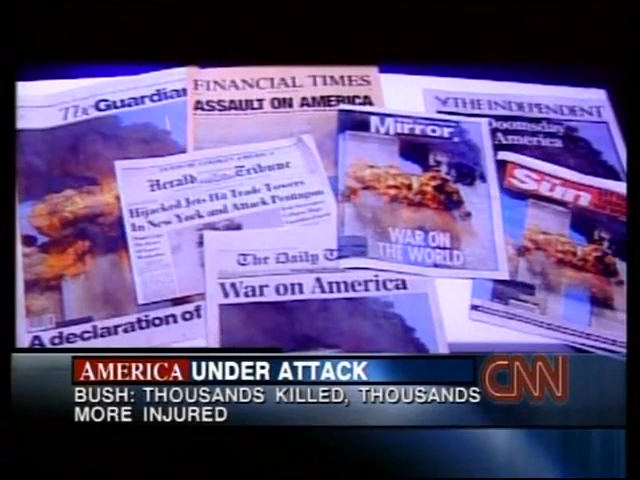 TheGuardian
A declaration of
FINANCIAL TIMES
ASSAULT ON AMERICA
Herald Tribune
Hijacked Jets Hit Trade Towers
In New York and Attack Pentagon
The Daily
War on America
The Mirror
WAR ON
THE WORLD
THE INDEPENDENT
Doomsday
America
The Sun
AMERICA UNDER ATTACK
CNN
BUSH: THOUSANDS KILLED, THOUSANDS
MORE INJURED